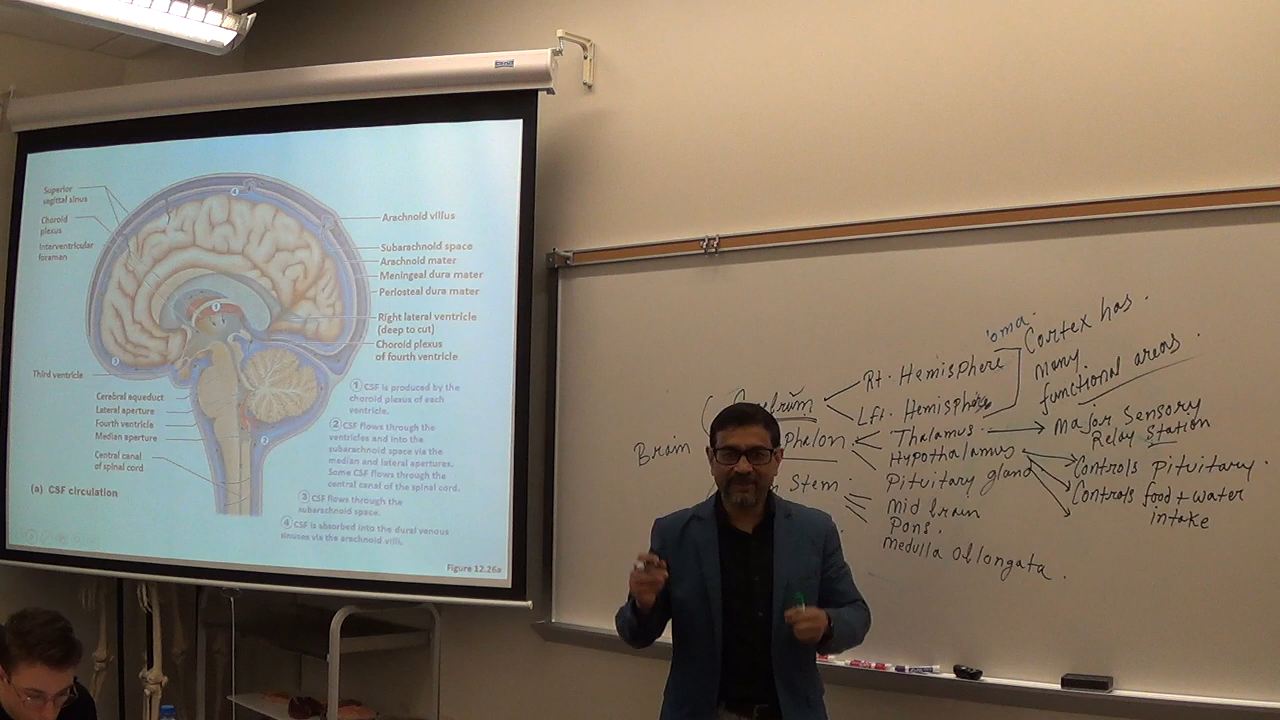 Superior
sagittal sinus
Choroid
plexus
Interventricular
foramen
Third ventricle
Cerebral aqueduct
Lateral aperture
Fourth ventricle
Median aperture
Central canal
of spinal cord
(a) CSF circulation
Arachnoid villus
Subarachnoid space
Arachnoid mater
Meningeal dura mater
Periosteal dura mater
Right lateral ventricle
(deep to cut)
Choroid plexus
of fourth ventricle
1 CSF is produced by the
choroid plexus of each
ventricle.
2 CSF flows through the
ventricles and into the
subarachnoid space via the
median and lateral apertures.
Some CSF flows through the
central canal of the spinal cord.
3 CSF flows through the
subarachnoid space.
4 CSF is absorbed into the dural venous
sinuses via the arachnoid villi.
Figure 12.26a
Brain
Rt. Hemisphere
Lft. Hemisphere
Cortex has
many
functional areas.
phalon
Thalamus
Major Sensory
Relay Station
Hypothalamus
Controls Pituitary.
Controls food + water
intake
Pituitary gland
Stem
Mid brain
Pons.
Medulla Oblongata.